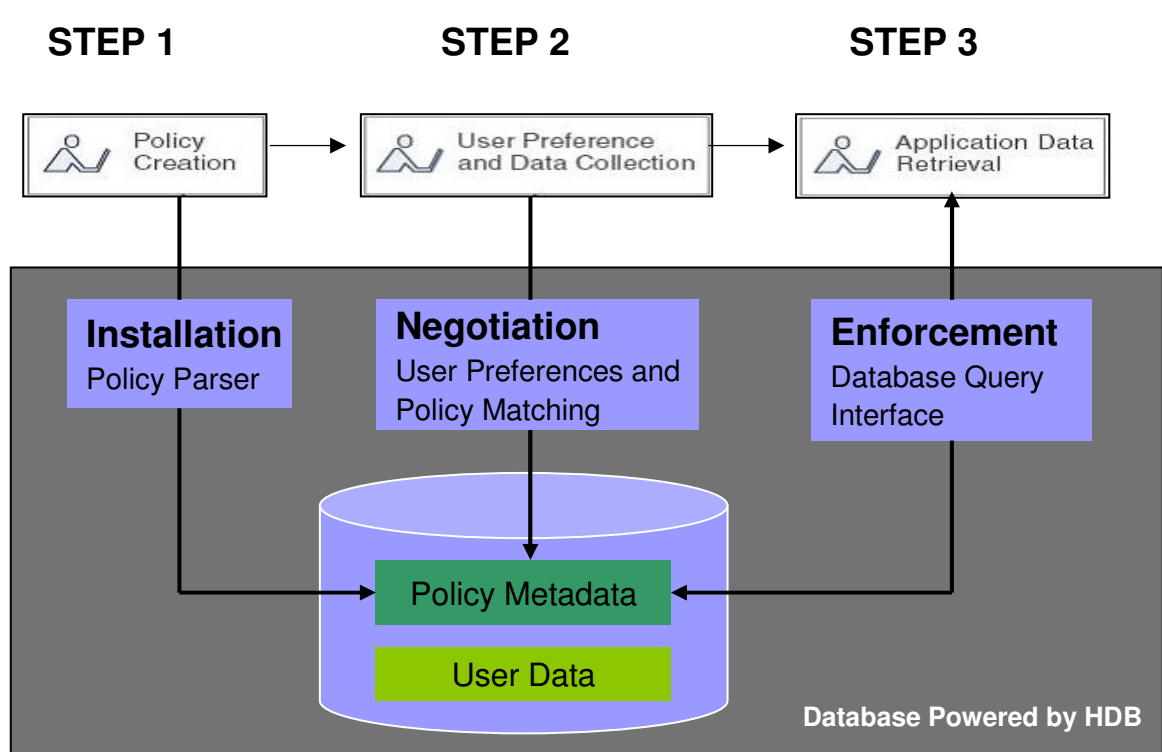 STEP 1
STEP 2
STEP 3
Policy
Creation
User Preference
and Data Collection
Application Data
Retrieval
Installation
Policy Parser
Negotiation
User Preferences and
Policy Matching
Enforcement
Database Query
Interface
Policy Metadata
User Data
Database Powered by HDB